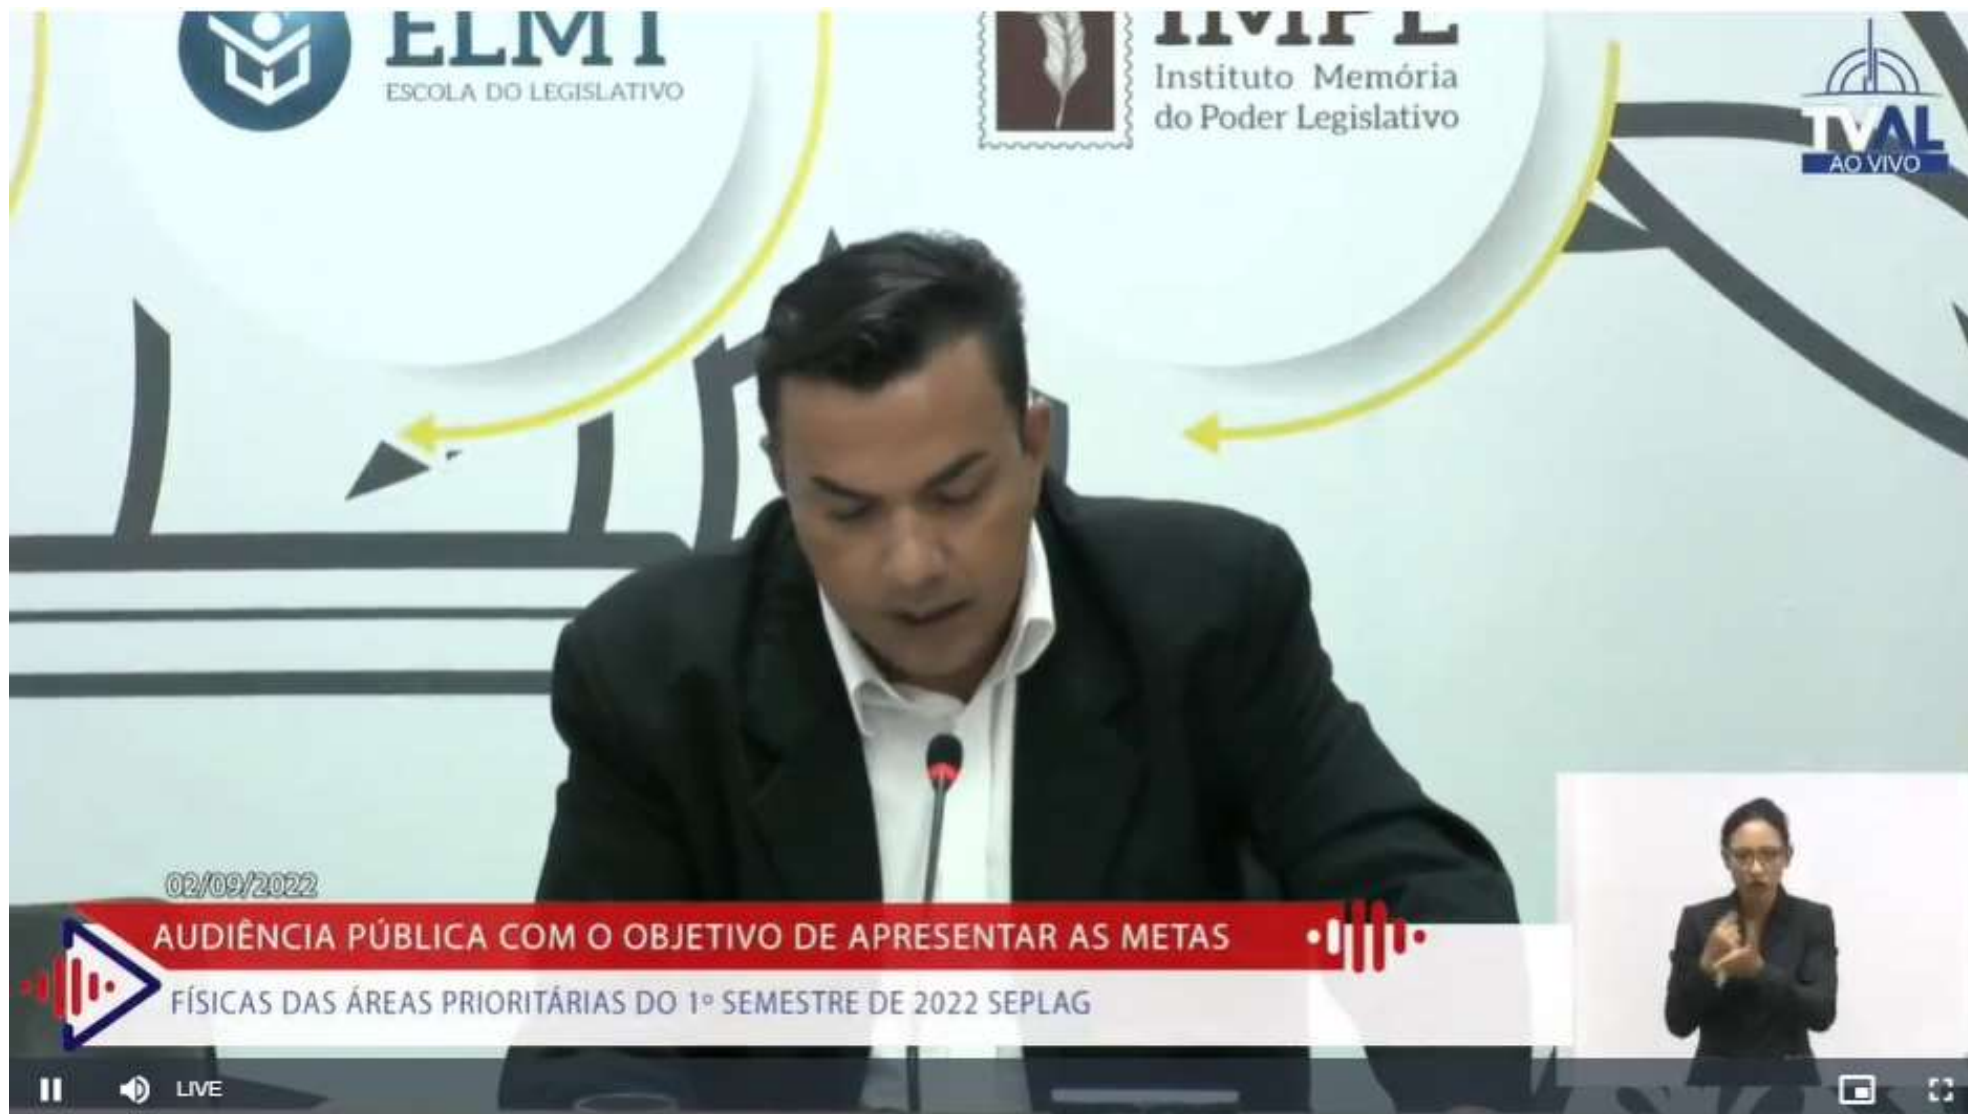 ELMT
ESCOLA DO LEGISLATIVO
IMPL
Instituto Memória
do Poder Legislativo
TVAL
AO VIVO
02/09/2022
AUDIÊNCIA PÚBLICA COM O OBJETIVO DE APRESENTAR AS METAS
FÍSICAS DAS ÁREAS PRIORITÁRIAS DO 1º SEMESTRE DE 2022 SEPLAG
LIVE